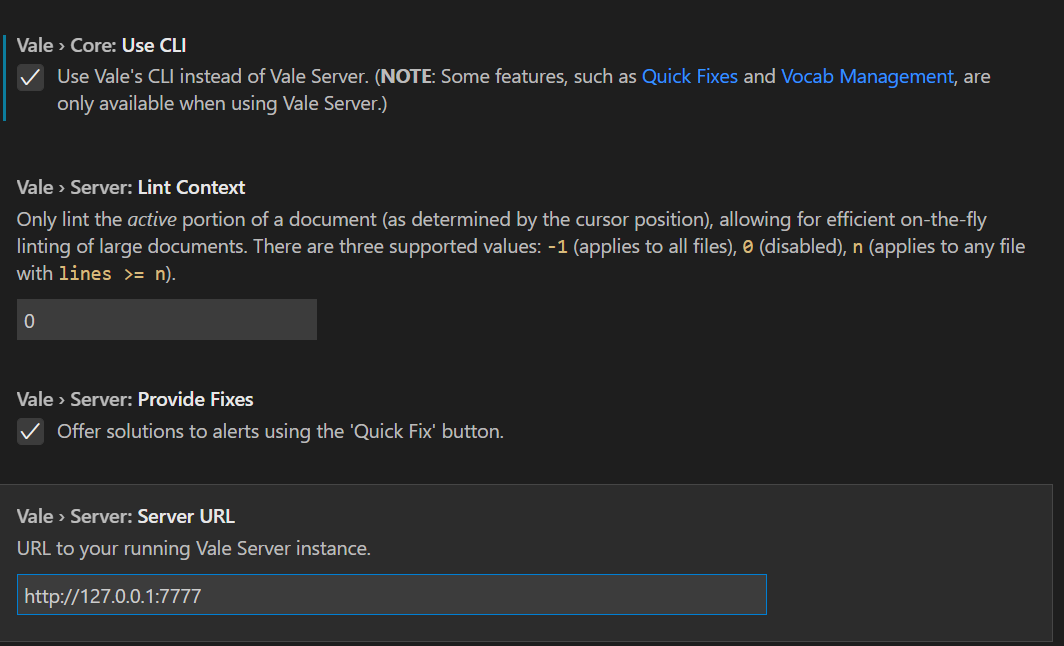 Vale › Core: Use CLI
Use Vale's CLI instead of Vale Server. (NOTE: Some features, such as Quick Fixes and Vocab Management, are
only available when using Vale Server.)
Vale › Server: Lint Context
Only lint the active portion of a document (as determined by the cursor position), allowing for efficient on-the-fly
linting of large documents. There are three supported values: -1 (applies to all files), 0 (disabled), n (applies to any file
with lines >= n).
0
Vale › Server: Provide Fixes
Offer solutions to alerts using the 'Quick Fix' button.
Vale › Server: Server URL
URL to your running Vale Server instance.
http://127.0.0.1:7777